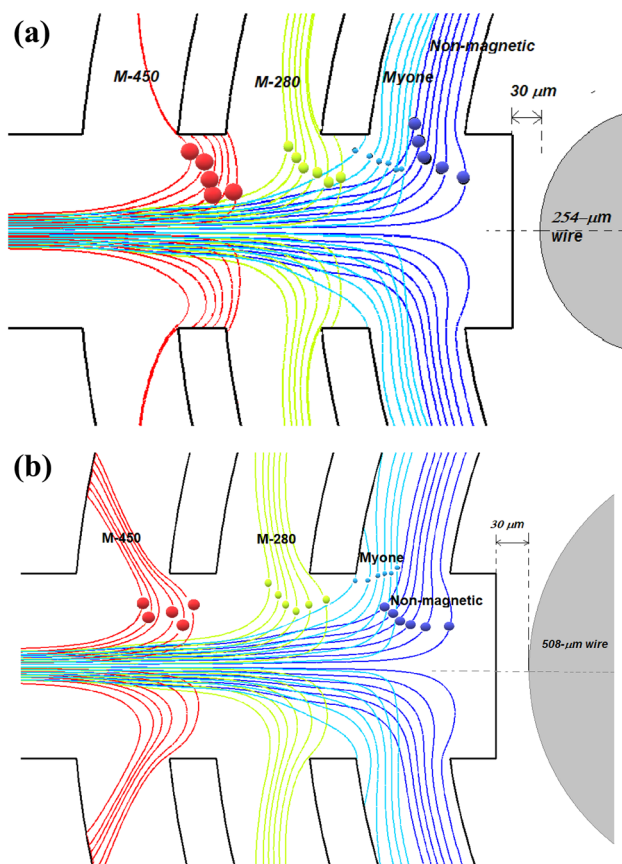 (a)
Non-magnetic
M-450
M-280
Myone
30 μm
254-μm
wire
(b)
30 μm
M-450
M-280
Myone
Non-magnetic
508-μm wire